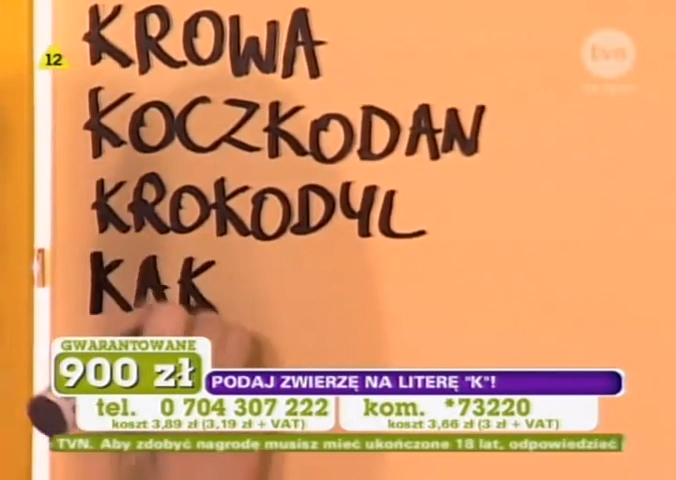 KROWA
12
tvn
KOCZKODAN
KROKODYL
KAK
GWARANTOWANE
900 zł
PODAJ ZWIERZĘ NA LITERĘ "K"!
tel. 0 704 307 222 kom. *73220
koszt 3,89 zł (3,19 zł + VAT) koszt 3,66 zł (3 zł + VAT)
TVN. Aby zdobyć nagrodę musisz mieć ukończone 18 lat, odpowiedzieć